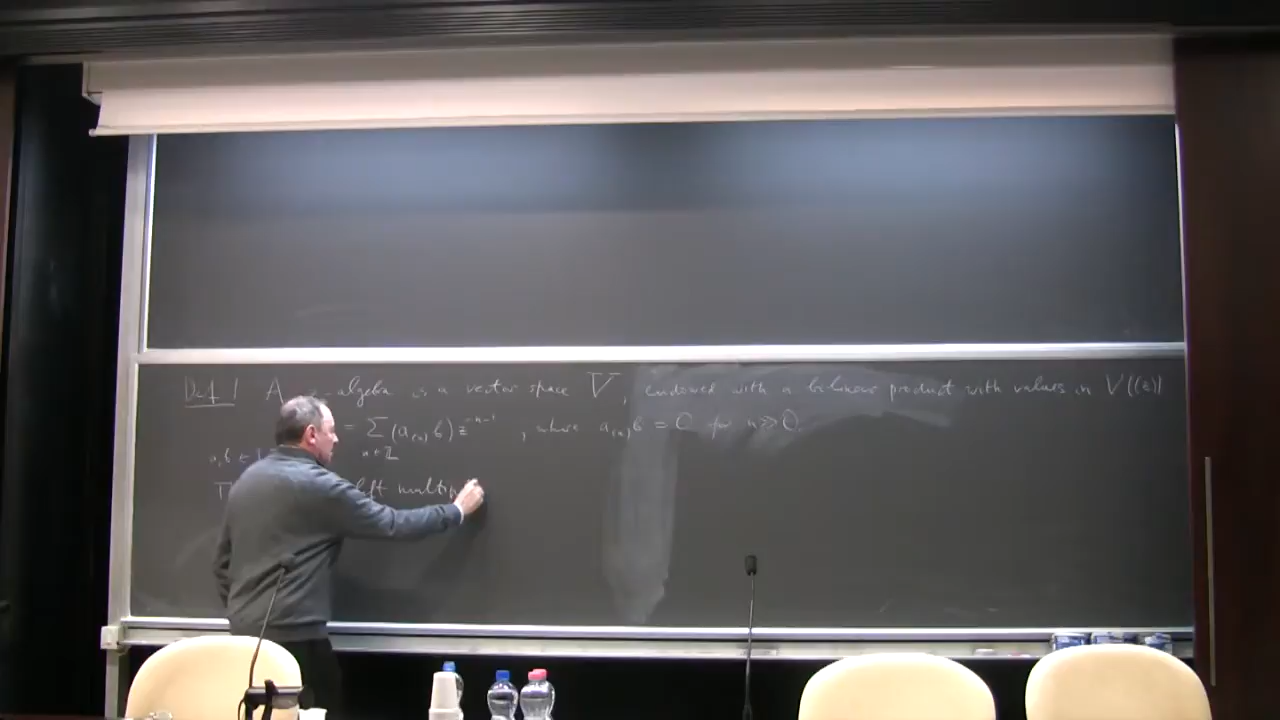 Def. 1 A algebra is a vector space V, endowed with a bilinear product with values in V((z))
= ∑ (a₍ₙ₎ b) z⁻ⁿ⁻¹, where a₍ₙ₎ b = 0 for n ≫ 0.
a, b ∈ n ∈ ℤ
left